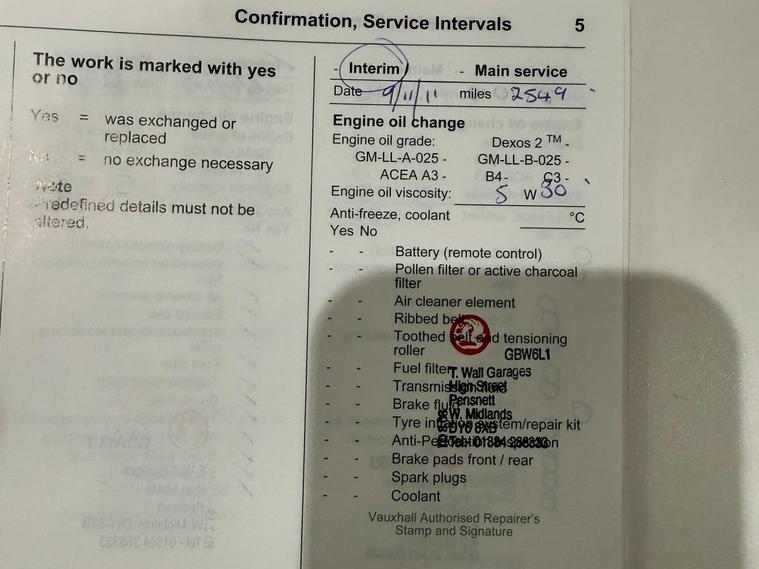 Confirmation, Service Intervals 5
The work is marked with yes
or no
Yes = was exchanged or
replaced
= no exchange necessary
Note
Predefined details must not be
altered.
- Interim - Main service
Date 9/11/11 miles 2549
Engine oil change
Engine oil grade: Dexos 2 ™ -
GM-LL-A-025 - GM-LL-B-025 -
ACEA A3 - B4- C3 -
Engine oil viscosity: 5 W 30
Anti-freeze, coolant °C
Yes No
- - Battery (remote control)
- - Pollen filter or active charcoal
filter
- - Air cleaner element
- - Ribbed belt
- - Toothed belt and tensioning
roller
GBW6L1
- - Fuel filter
T. Wall Garages
- - Transmission fluid
High Street
Pensnett
- - Brake fluid
W. Midlands
- - Tyre inflation system/repair kit
DY6 8XB
- -
- - Brake pads front / rear
- - Spark plugs
- - Coolant
Vauxhall Authorised Repairer's
Stamp and Signature